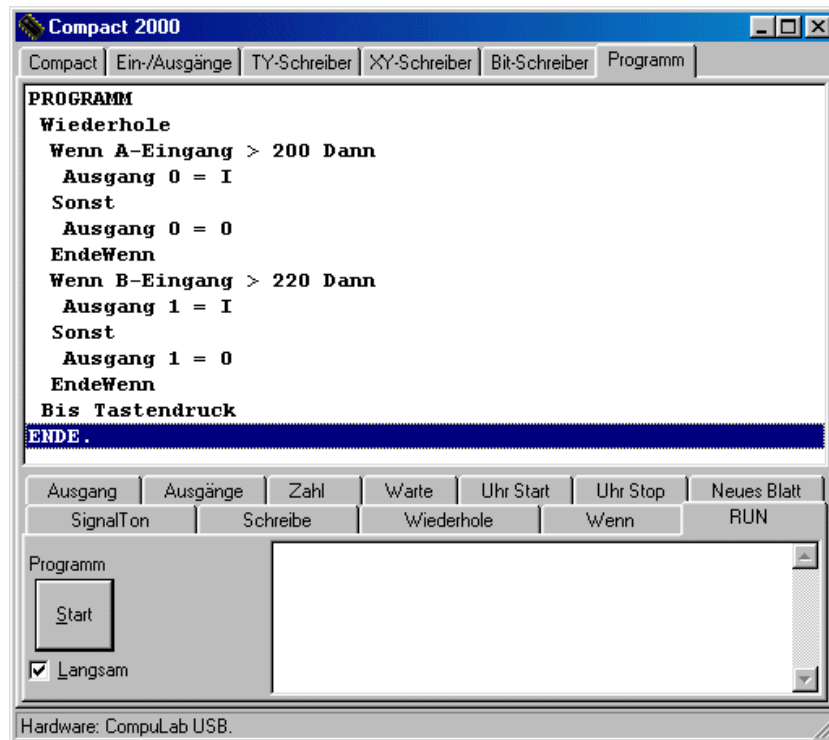 Compact 2000
Compact Ein-/Ausgänge TY-Schreiber XY-Schreiber Bit-Schreiber Programm
PROGRAMM
Wiederhole
Wenn A-Eingang > 200 Dann
Ausgang 0 = I
Sonst
Ausgang 0 = 0
EndeWenn
Wenn B-Eingang > 220 Dann
Ausgang 1 = I
Sonst
Ausgang 1 = 0
EndeWenn
Bis Tastendruck
ENDE.
Ausgang Ausgänge Zahl Warte Uhr Start Uhr Stop Neues Blatt
SignalTon Schreibe Wiederhole Wenn RUN
Programm
Start
Langsam
Hardware: CompuLab USB.